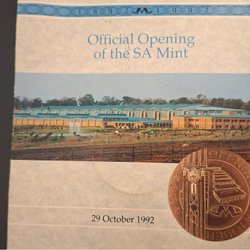 1892 1992
Official Opening
of the SA Mint
29 October 1992